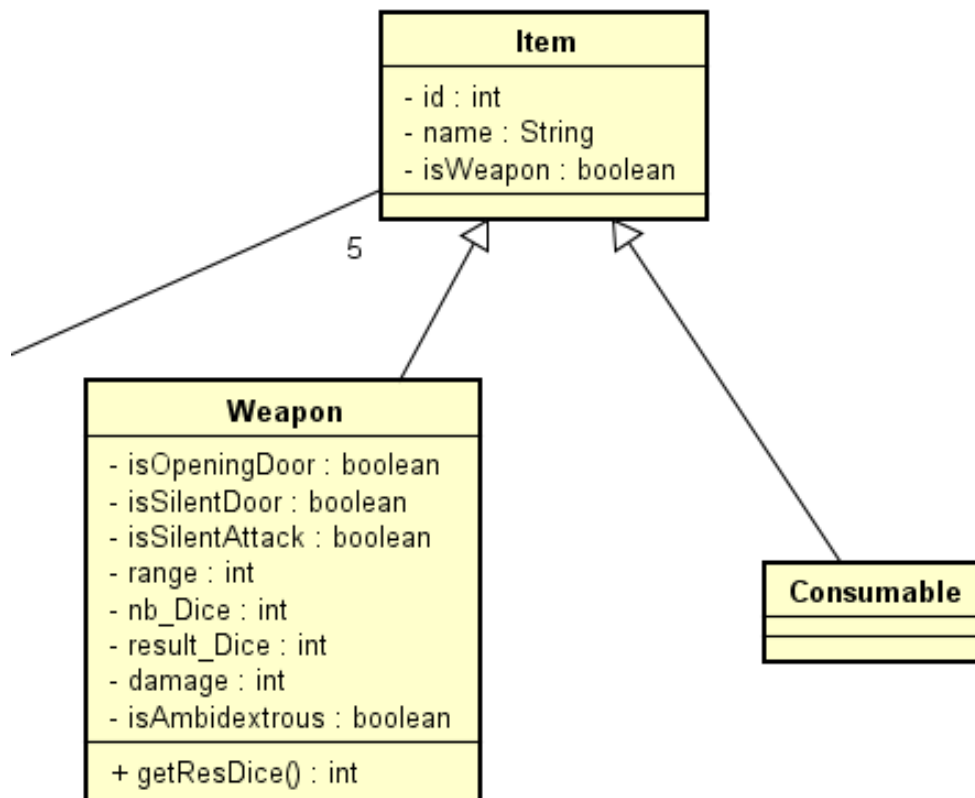 Item
- id : int
- name : String
- isWeapon : boolean
5
Weapon
- isOpeningDoor : boolean
- isSilentDoor : boolean
- isSilentAttack : boolean
- range : int
- nb_Dice : int
- result_Dice : int
- damage : int
- isAmbidextrous : boolean
+ getResDice() : int
Consumable